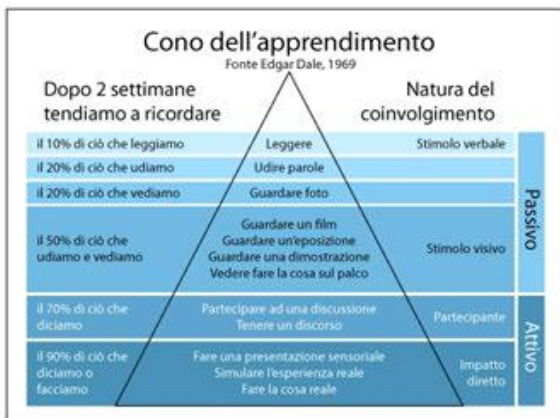 Cono dell'apprendimento
Fonte Edgar Dale, 1969
Dopo 2 settimane
tendiamo a ricordare
Natura del
coinvolgimento
il 10% di ciò che leggiamo
Leggere
Stimolo verbale
il 20% di ciò che udiamo
Udire parole
il 20% di ciò che vediamo
Guardare foto
il 50% di ciò che
udiamo e vediamo
Guardare un film
Guardare un'eposizione
Guardare una dimostrazione
Vedere fare la cosa sul palco
Stimolo visivo
Passivo
il 70% di ciò che
diciamo
Partecipare ad una discussione
Tenere un discorso
Partecipante
il 90% di ciò che
diciamo o
facciamo
Fare una presentazione sensoriale
Simulare l'esperienza reale
Fare la cosa reale
Impatto
diretto
Attivo